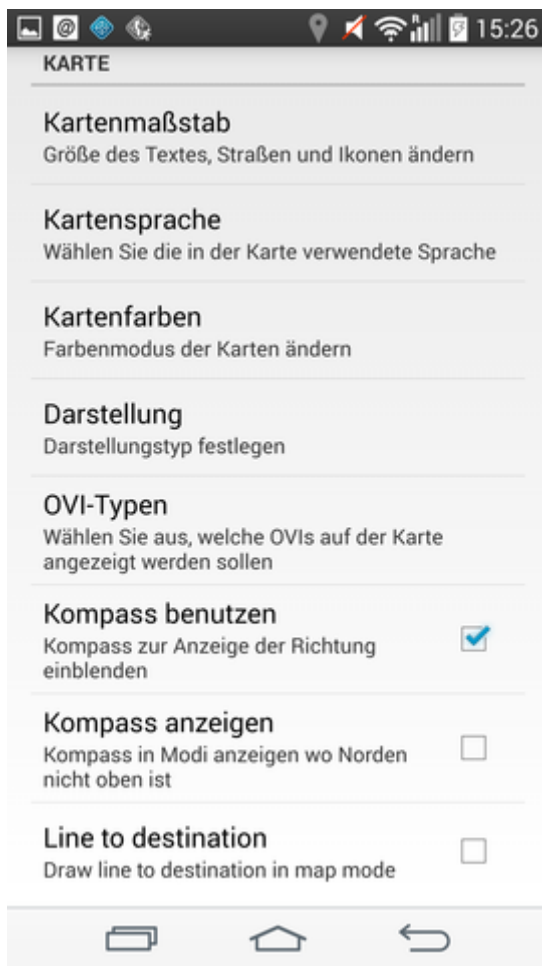 15:26
KARTE
Kartenmaßstab
Größe des Textes, Straßen und Ikonen ändern
Kartensprache
Wählen Sie die in der Karte verwendete Sprache
Kartenfarben
Farbenmodus der Karten ändern
Darstellung
Darstellungstyp festlegen
OVI-Typen
Wählen Sie aus, welche OVIs auf der Karte
angezeigt werden sollen
Kompass benutzen
Kompass zur Anzeige der Richtung
einblenden
Kompass anzeigen
Kompass in Modi anzeigen wo Norden
nicht oben ist
Line to destination
Draw line to destination in map mode